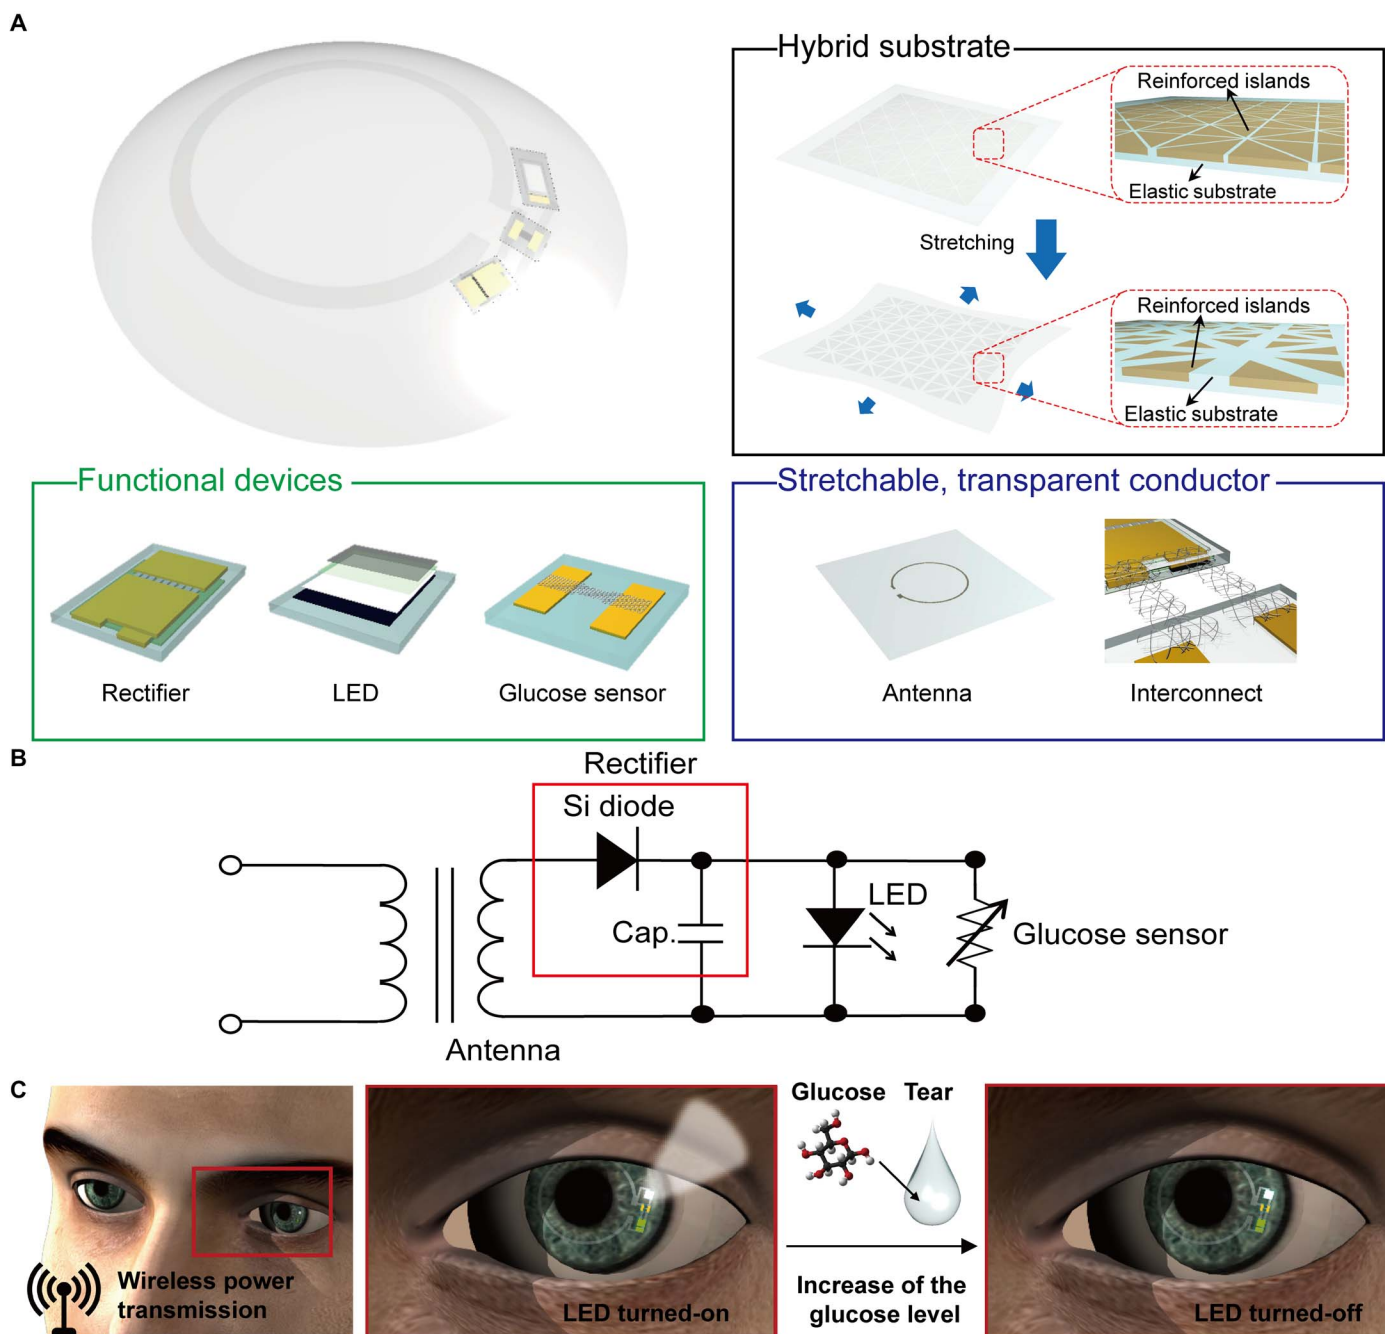 A
Hybrid substrate
Reinforced islands
Elastic substrate
Stretching
Reinforced islands
Elastic substrate
Functional devices
Rectifier
LED
Glucose sensor
Stretchable, transparent conductor
Antenna
Interconnect
B
Rectifier
Si diode
Cap.
LED
Glucose sensor
Antenna
C
Wireless power
transmission
LED turned-on
Glucose
Tear
Increase of the
glucose level
LED turned-off